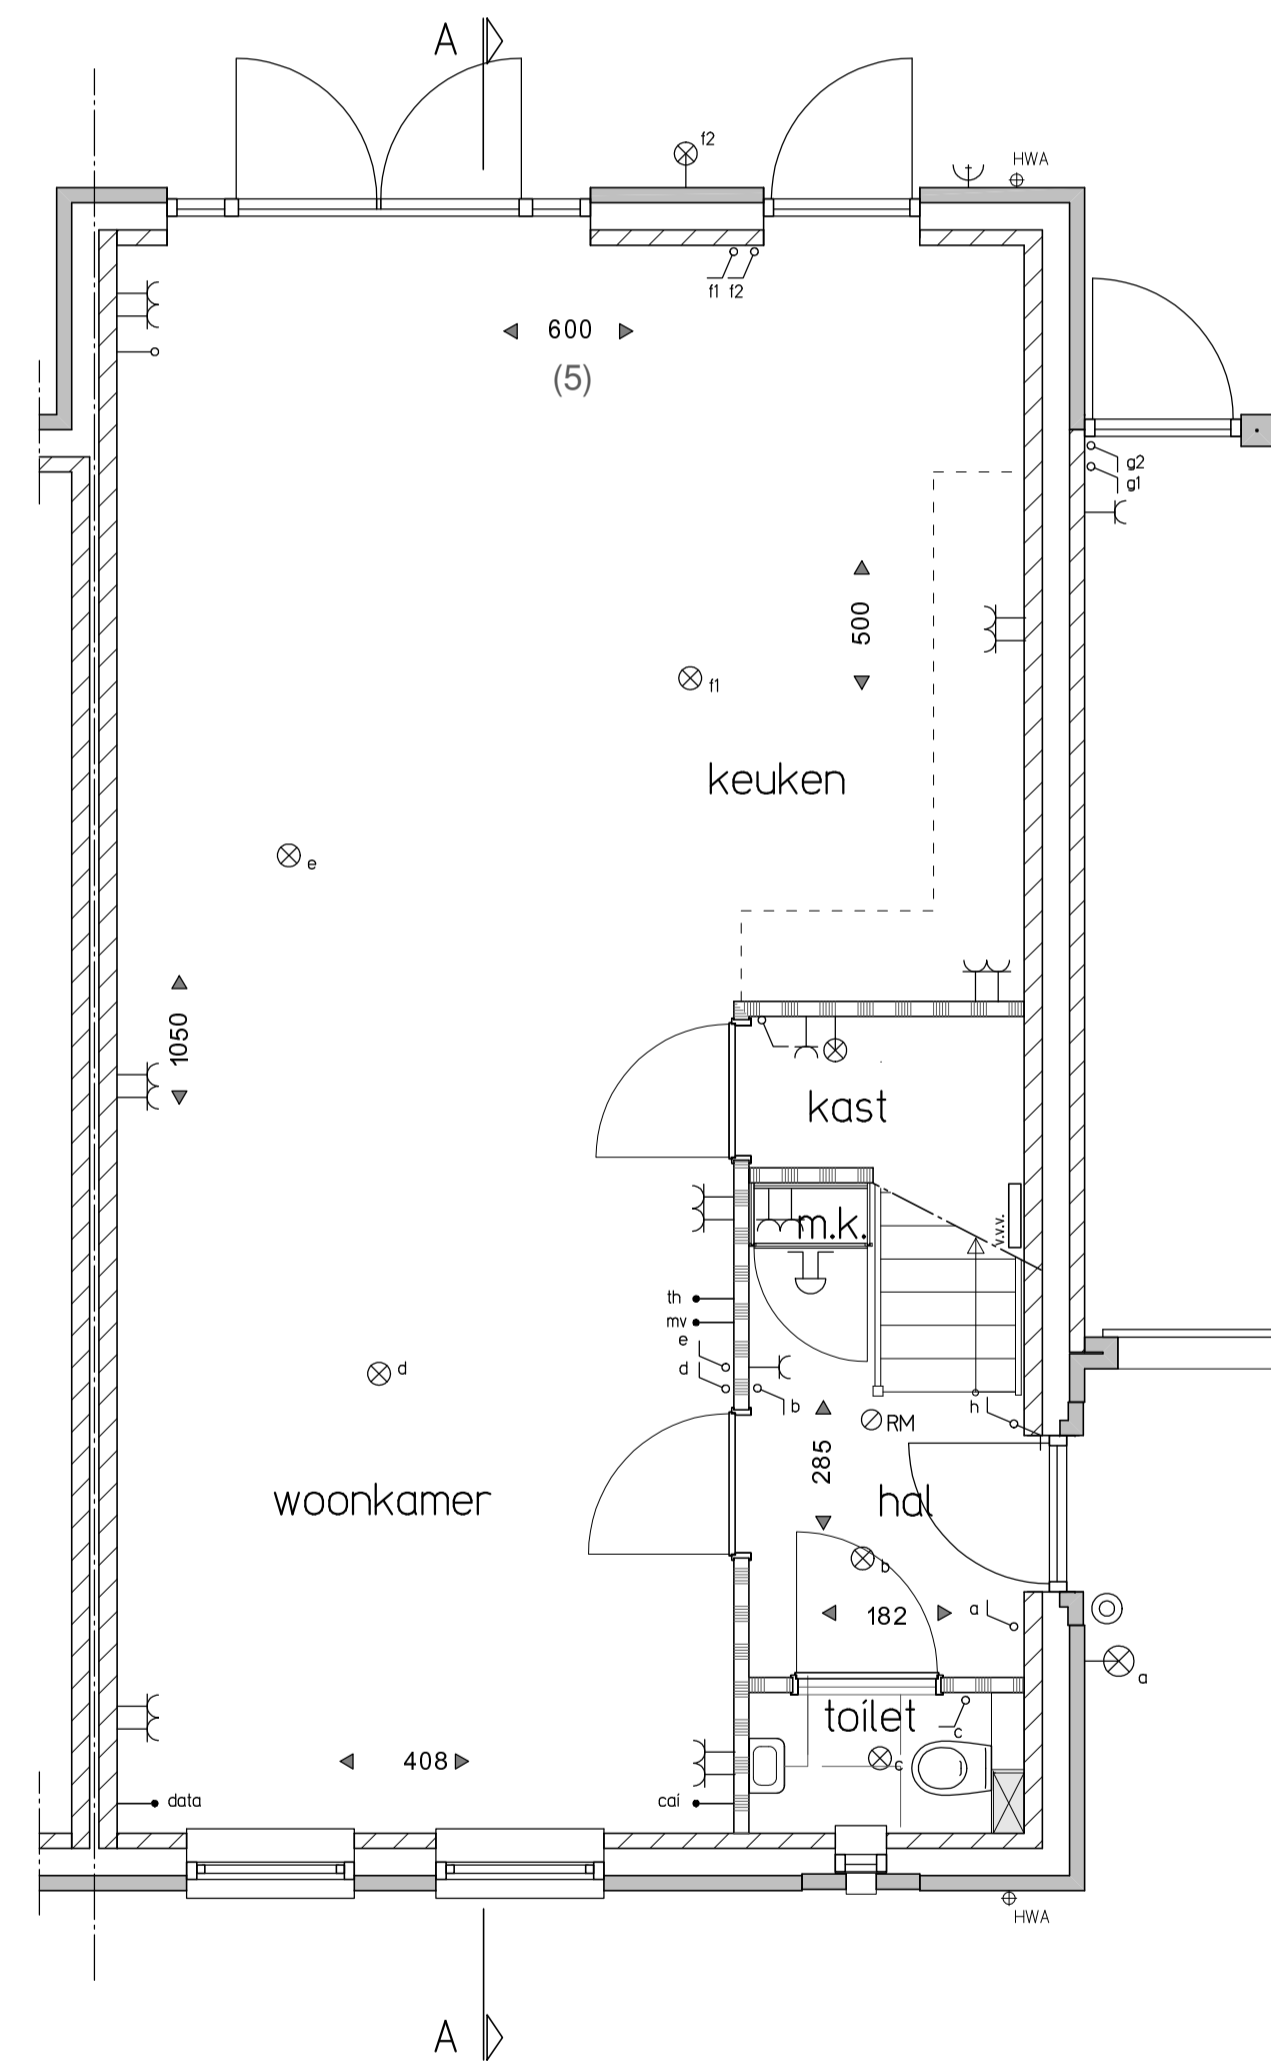 A
f2
HWA
f1 f2
600
(5)
g2
g1
500
f1
keuken
e
1050
kast
m.k.
v.v.v.
th
mv
e
d
d
b
h
RM
285
woonkamer
hal
b
182
a
a
toilet
c
c
408
data
cai
HWA
A